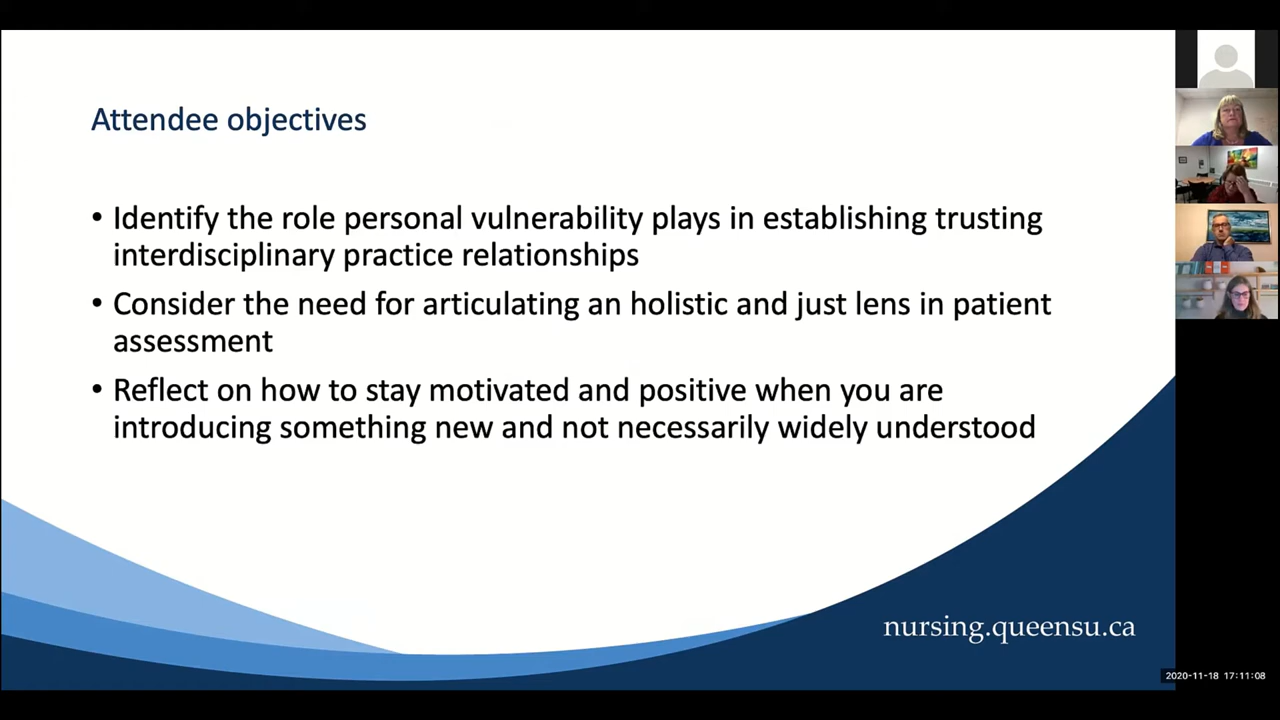 Attendee objectives
• Identify the role personal vulnerability plays in establishing trusting
interdisciplinary practice relationships
• Consider the need for articulating an holistic and just lens in patient
assessment
• Reflect on how to stay motivated and positive when you are
introducing something new and not necessarily widely understood
nursing.queensu.ca
2020-11-18 17:11:08